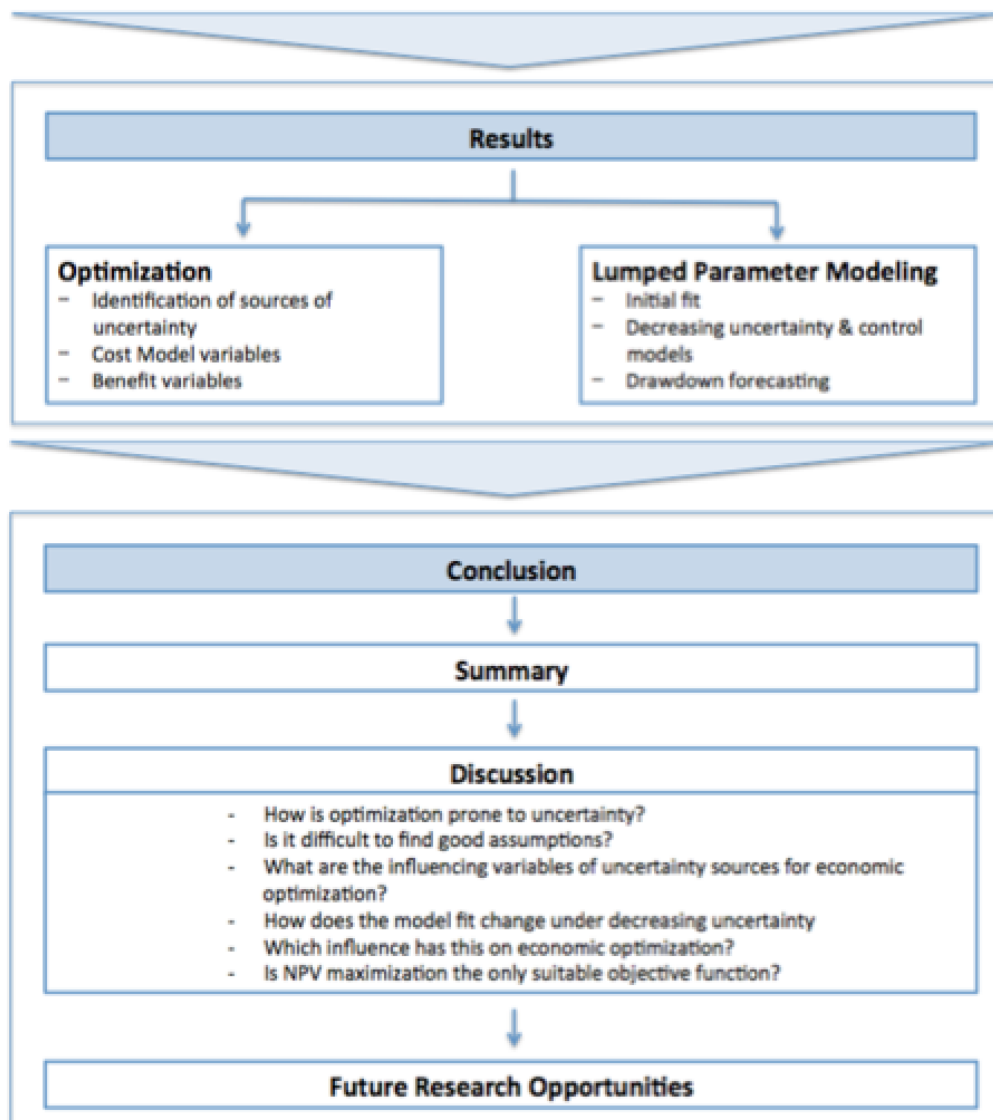 Results
Optimization
– Identification of sources of
uncertainty
– Cost Model variables
– Benefit variables
Lumped Parameter Modeling
– Initial fit
– Decreasing uncertainty & control
models
– Drawdown forecasting
Conclusion
Summary
Discussion
- How is optimization prone to uncertainty?
- Is it difficult to find good assumptions?
- What are the influencing variables of uncertainty sources for economic
optimization?
- How does the model fit change under decreasing uncertainty
- Which influence has this on economic optimization?
- Is NPV maximization the only suitable objective function?
Future Research Opportunities